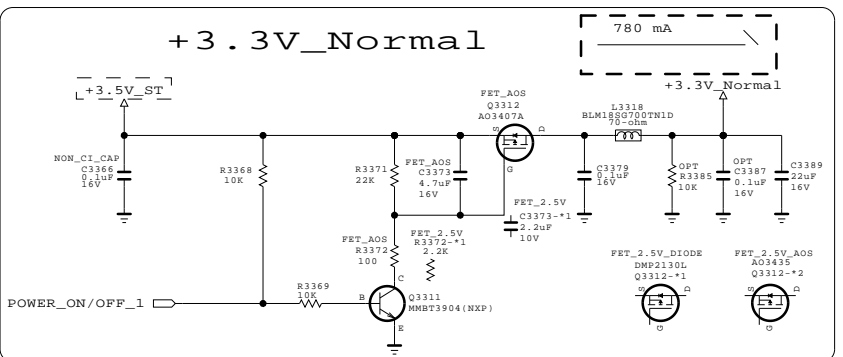 +3.3V_Normal
780 mA
+3.5V_ST
+3.3V_Normal
FET_AOS
Q3312
AO3407A
S
D
G
L3318
BLM18SG700TN1D
70-ohm
NON_CI_CAP
C3366
0.1uF
16V
R3368
10K
R3371
22K
FET_AOS
C3373
4.7uF
16V
C3379
0.1uF
16V
OPT
R3385
10K
OPT
C3387
0.1uF
16V
C3389
22uF
16V
FET_2.5V
C3373-*1
2.2uF
10V
FET_AOS
R3372
100
FET_2.5V
R3372-*1
2.2K
FET_2.5V_DIODE
DMP2130L
Q3312-*1
S
D
G
FET_2.5V_AOS
AO3435
Q3312-*2
S
D
G
POWER_ON/OFF_1
R3369
10K
B
C
E
Q3311
MMBT3904(NXP)